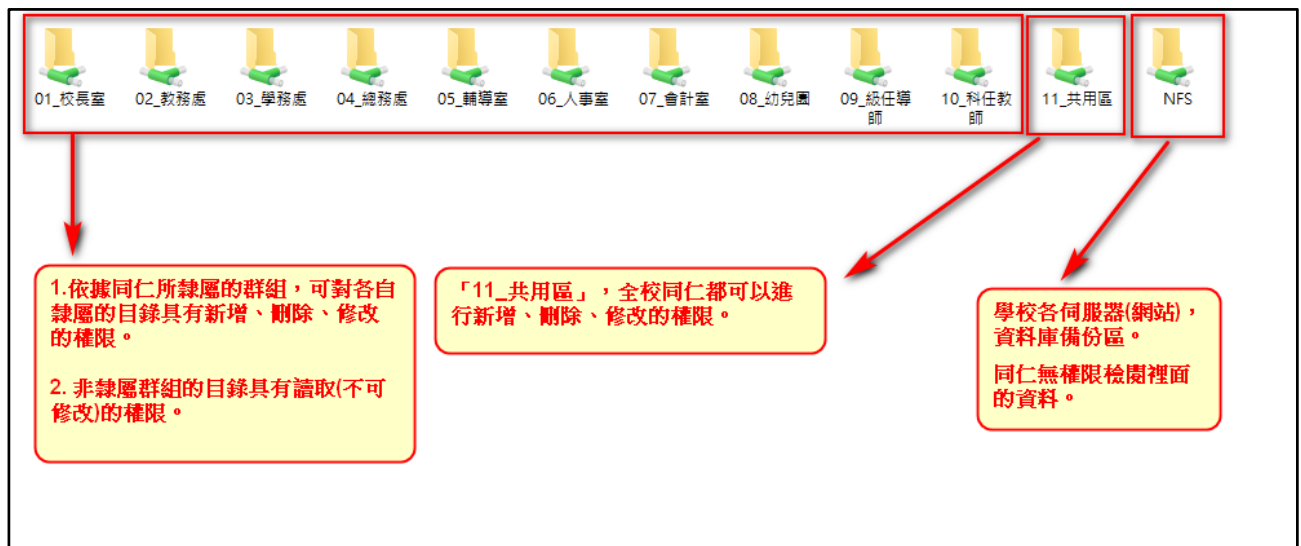 01_校長室
02_教務處
03_學務處
04_總務處
05_輔導室
06_人事室
07_會計室
08_幼兒園
09_級任導
師
10_科任教
師
11_共用區
NFS
1.依據同仁所隸屬的群組，可對各自
隸屬的目錄具有新增、刪除、修改
的權限。
2. 非隸屬群組的目錄具有讀取(不可
修改)的權限。
「11_共用區」，全校同仁都可以進
行新增、刪除、修改的權限。
學校各伺服器(網站)，
資料庫備份區。
同仁無權限檢閱裡面
的資料。